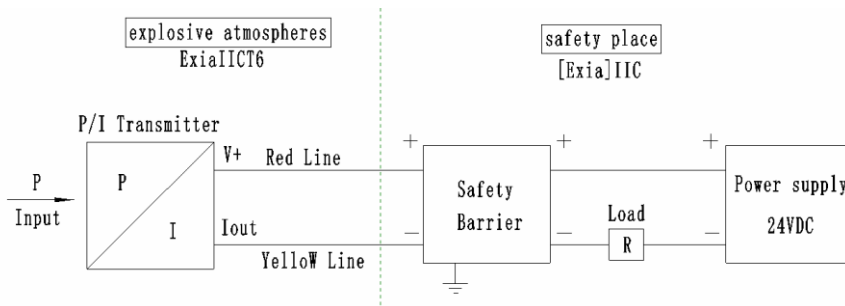 explosive atmospheres
ExiaIICT6
safety place
[Exia]IIC
P/I Transmitter
V+
Red Line
+
+
+
P
Input
P
I
Safety
Barrier
Power supply
24VDC
Load
R
Iout
YelloW Line
—
—
—